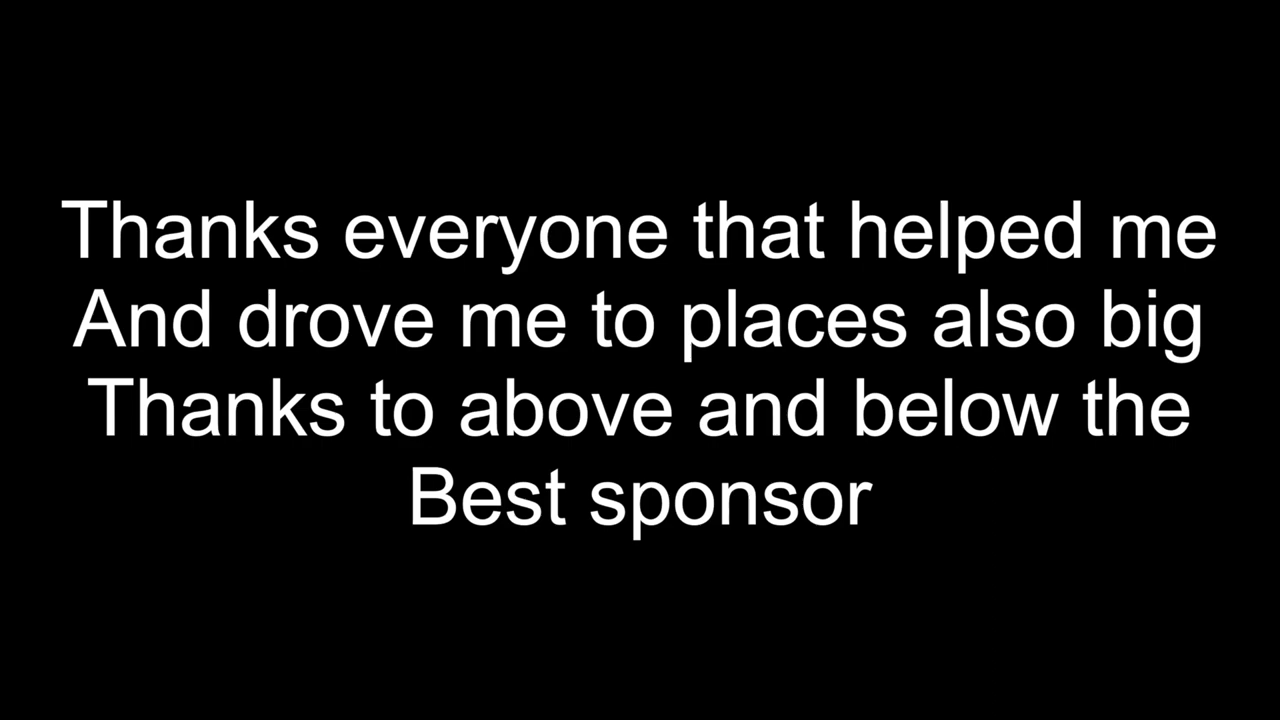 Thanks everyone that helped me
And drove me to places also big
Thanks to above and below the
Best sponsor